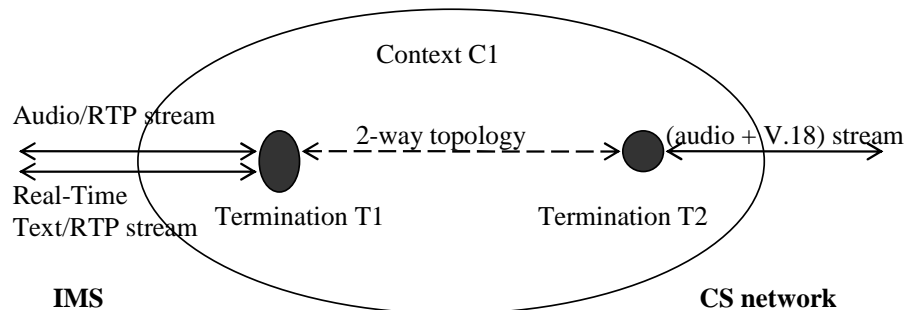 Context C1
Audio/RTP stream
2-way topology
(audio + V.18) stream
Real-Time
Text/RTP stream
Termination T1
Termination T2
IMS
CS network